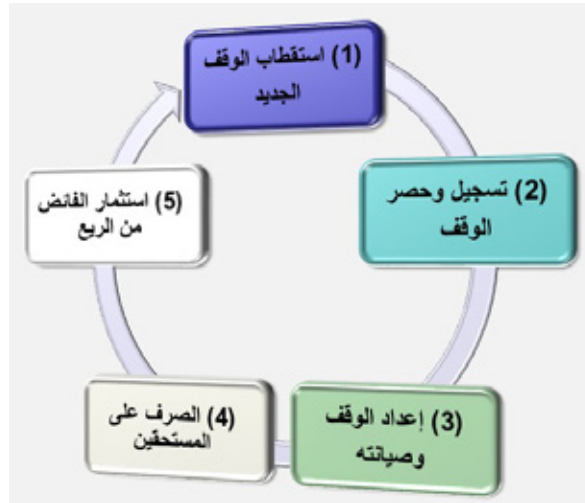 (1) استقطاب الوقف
الجديد
(2) تسجيل وحصر
الوقف
(3) إعداد الوقف
وصيانته
(4) الصرف على
المستحقين
(5) استثمار الفائض
من الريع